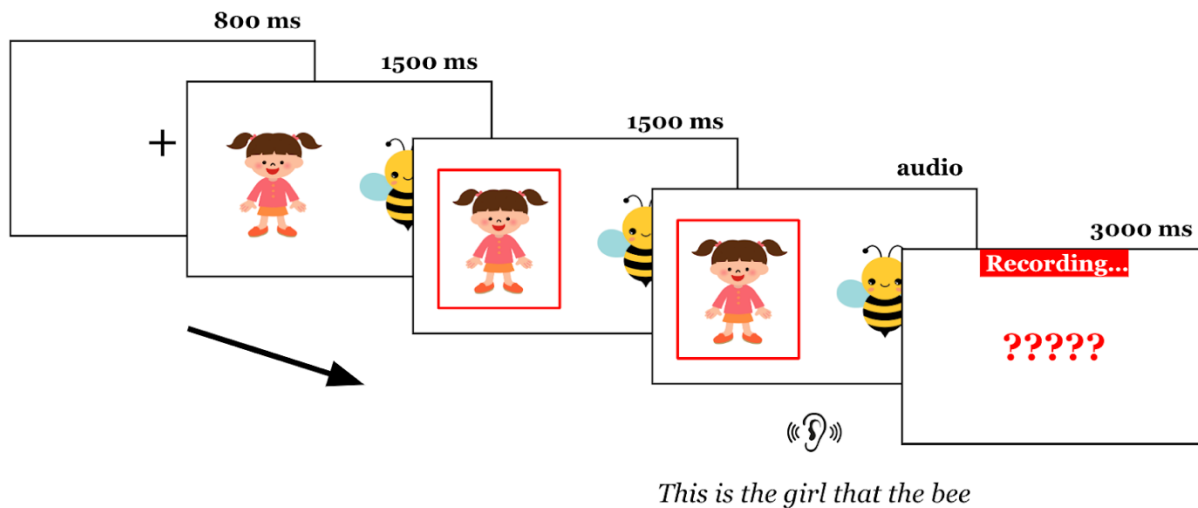 800 ms
1500 ms
1500 ms
audio
3000 ms
Recording...
?????
This is the girl that the bee